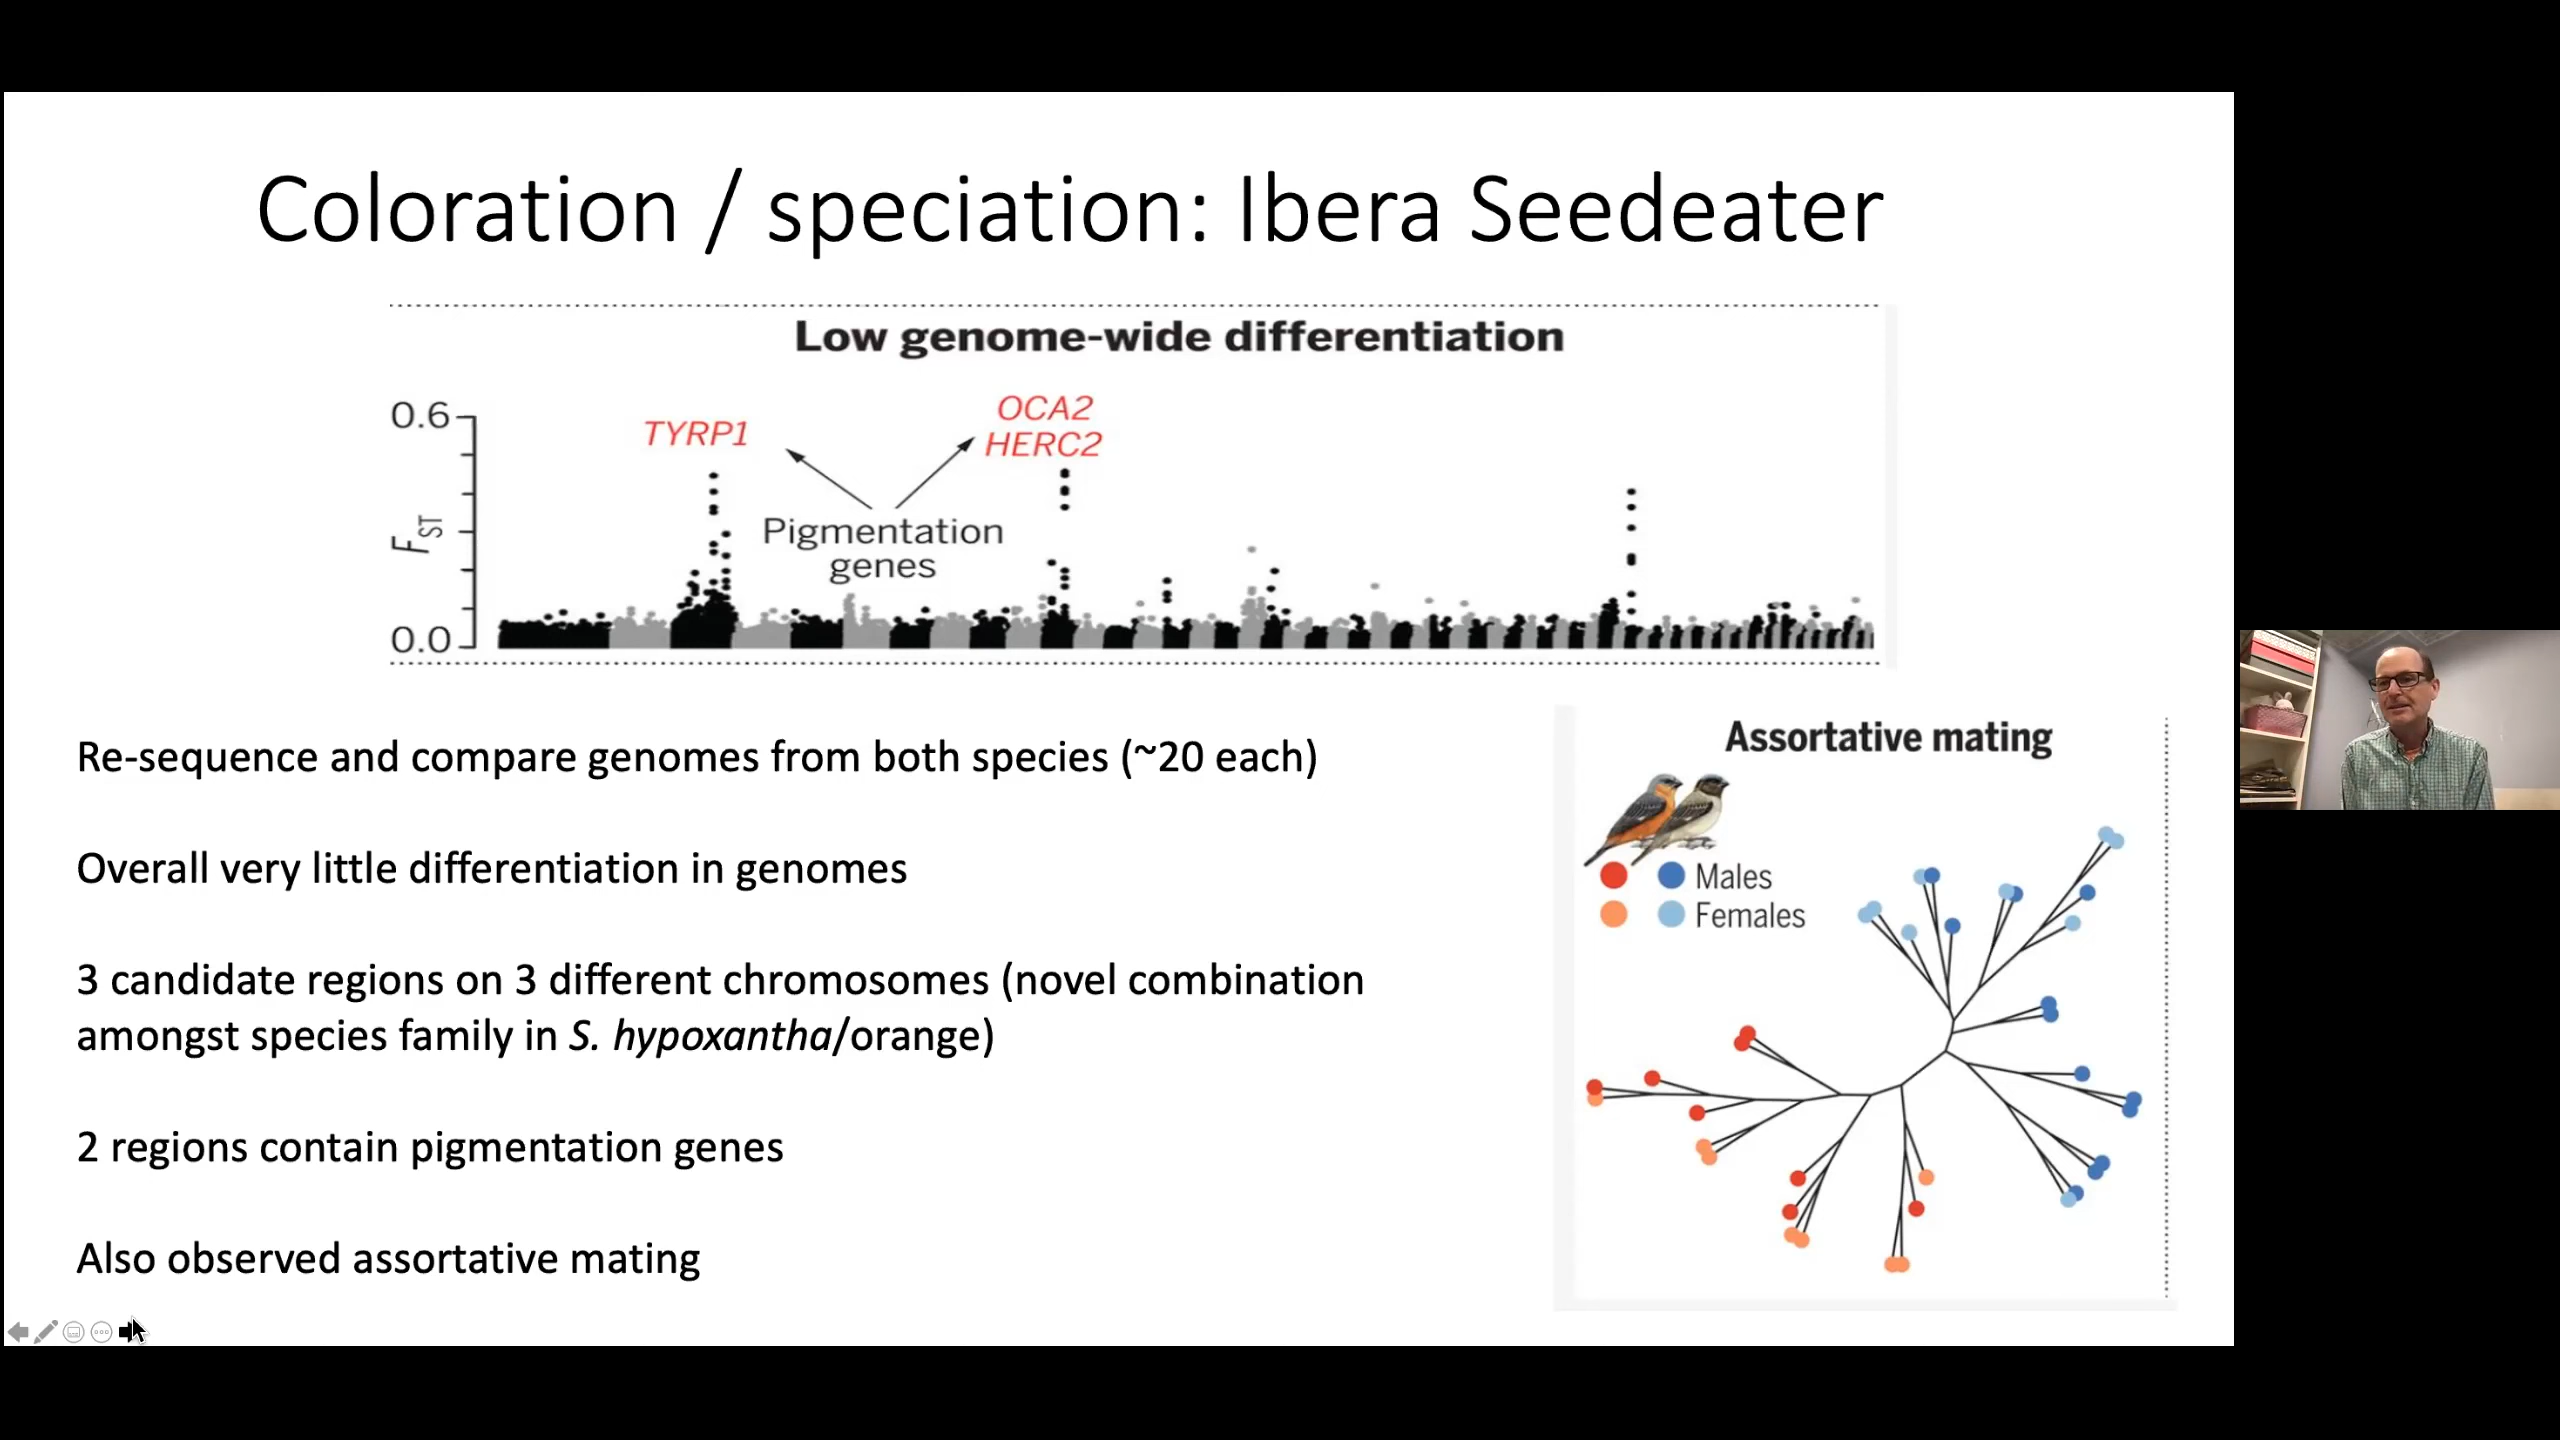 Coloration / speciation: Ibera Seedeater
Low genome-wide differentiation
0.6
TYRP1
OCA2
HERC2
Pigmentation
genes
FST
0.0
Re-sequence and compare genomes from both species (~20 each)
Overall very little differentiation in genomes
3 candidate regions on 3 different chromosomes (novel combination
amongst species family in S. hypoxantha/orange)
2 regions contain pigmentation genes
Also observed assortative mating
Assortative mating
Males
Females